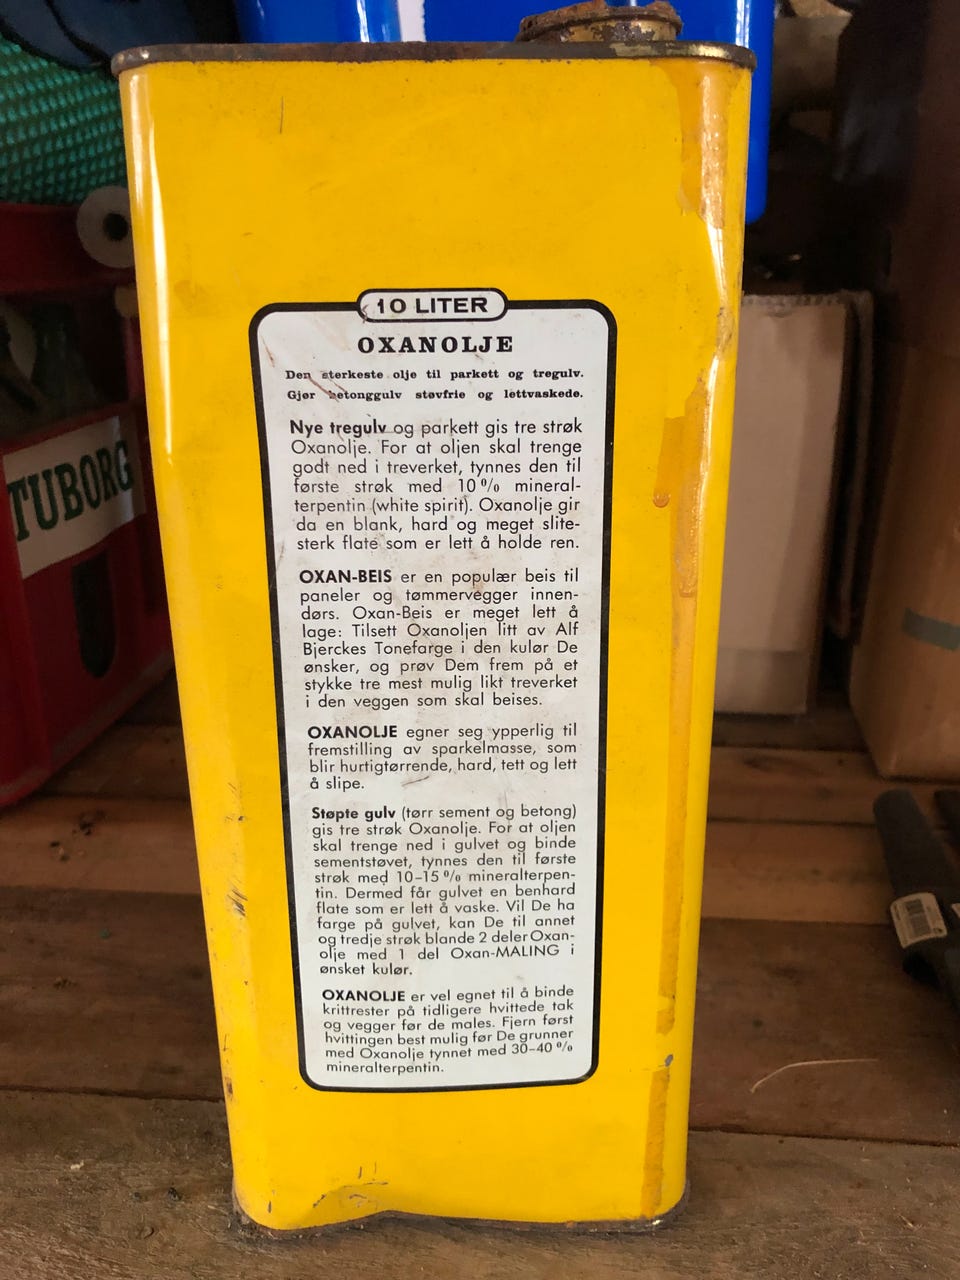 10 LITER
OXANOLJE
Den sterkeste olje til parkett og tregulv.
Gjør betonggulv støvfrie og lettvaskede.
Nye tregulv og parkett gis tre strøk
Oxanolje. For at oljen skal trenge
godt ned i treverket, tynnes den til
første strøk med 10% mineral-
terpentin (white spirit). Oxanolje gir
da en blank, hard og meget slite-
sterk flate som er lett å holde ren.
OXAN-BEIS er en populær beis til
paneler og tømmervegger innen-
dørs. Oxan-Beis er meget lett å
lage: Tilsett Oxanoljen litt av Alf
Bjerckes Tonefarge i den kulør De
ønsker, og prøv Dem frem på et
stykke tre mest mulig likt treverket
i den veggen som skal beises.
OXANOLJE egner seg ypperlig til
fremstilling av sparkelmasse, som
blir hurtigtørrende, hard, tett og lett
å slipe.
Støpte gulv (tørr sement og betong)
gis tre strøk Oxanolje. For at oljen
skal trenge ned i gulvet og binde
sementstøvet, tynnes den til første
strøk med 10-15% mineralterpen-
tin. Dermed får gulvet en benhard
flate som er lett å vaske. Vil De ha
farge på gulvet, kan De til annet
og tredje strøk blande 2 deler Oxan-
olje med 1 del Oxan-MALING i
ønsket kulør.
OXANOLJE er vel egnet til å binde
krittrester på tidligere hvittede tak
og vegger før de males. Fjern først
hvittingen best mulig før De grunner
med Oxanolje tynnet med 30-40%
mineralterpentin.
TUBORG